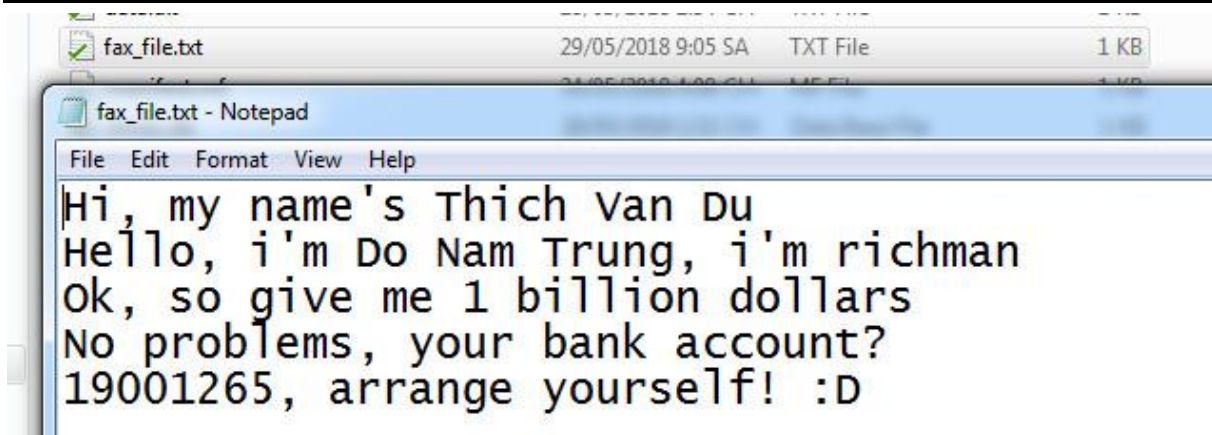 fax_file.txt 29/05/2018 9:05 SA TXT File 1 KB
fax_file.txt - Notepad
File Edit Format View Help
Hi, my name's Thich Van Du
Hello, i'm Do Nam Trung, i'm richman
Ok, so give me 1 billion dollars
No problems, your bank account?
19001265, arrange yourself! :D